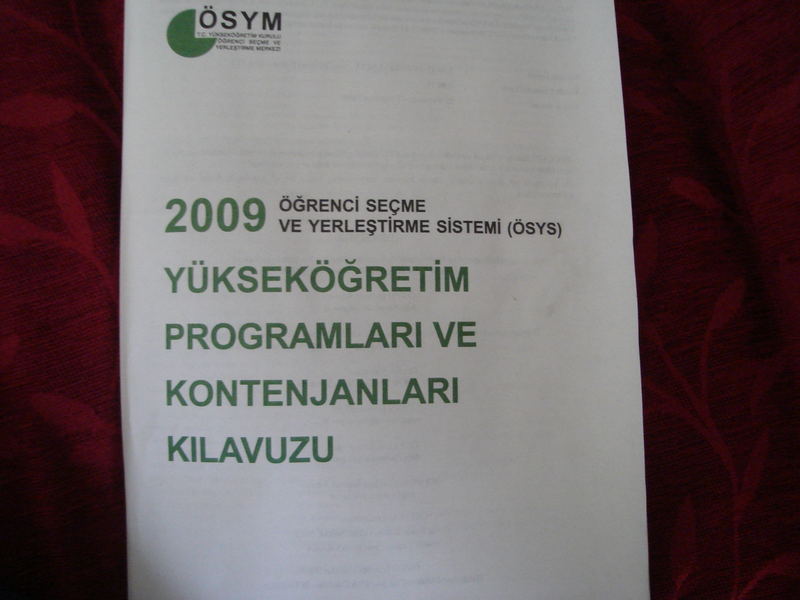 ÖSYM
T.C. YÜKSEKÖĞRETİM KURULU
ÖĞRENCİ SEÇME VE
YERLEŞTİRME MERKEZİ
2009 ÖĞRENCİ SEÇME
VE YERLEŞTİRME SİSTEMİ (ÖSYS)
YÜKSEKÖĞRETİM
PROGRAMLARI VE
KONTENJANLARI
KILAVUZU